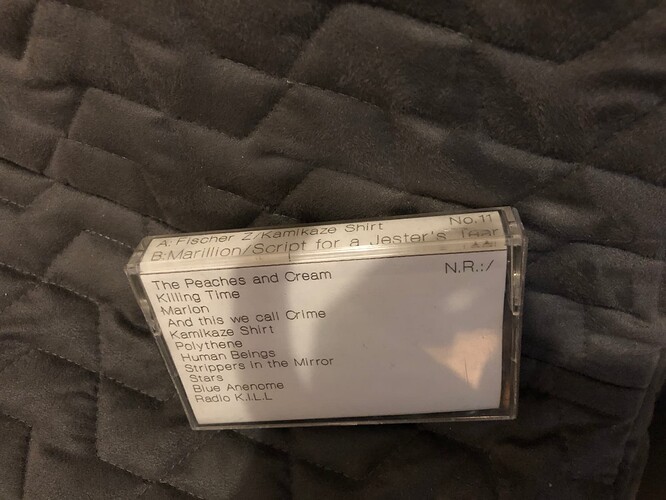 A: Fischer Z/Kamikaze Shirt No.11
B:Marillion/Script for a Jester's Tear
N.R.:/
The Peaches and Cream
Killing Time
Marlon
And this we call Crime
Kamikaze Shirt
Polythene
Human Beings
Strippers in the Mirror
Stars
Blue Anenome
Radio K.I.L.L